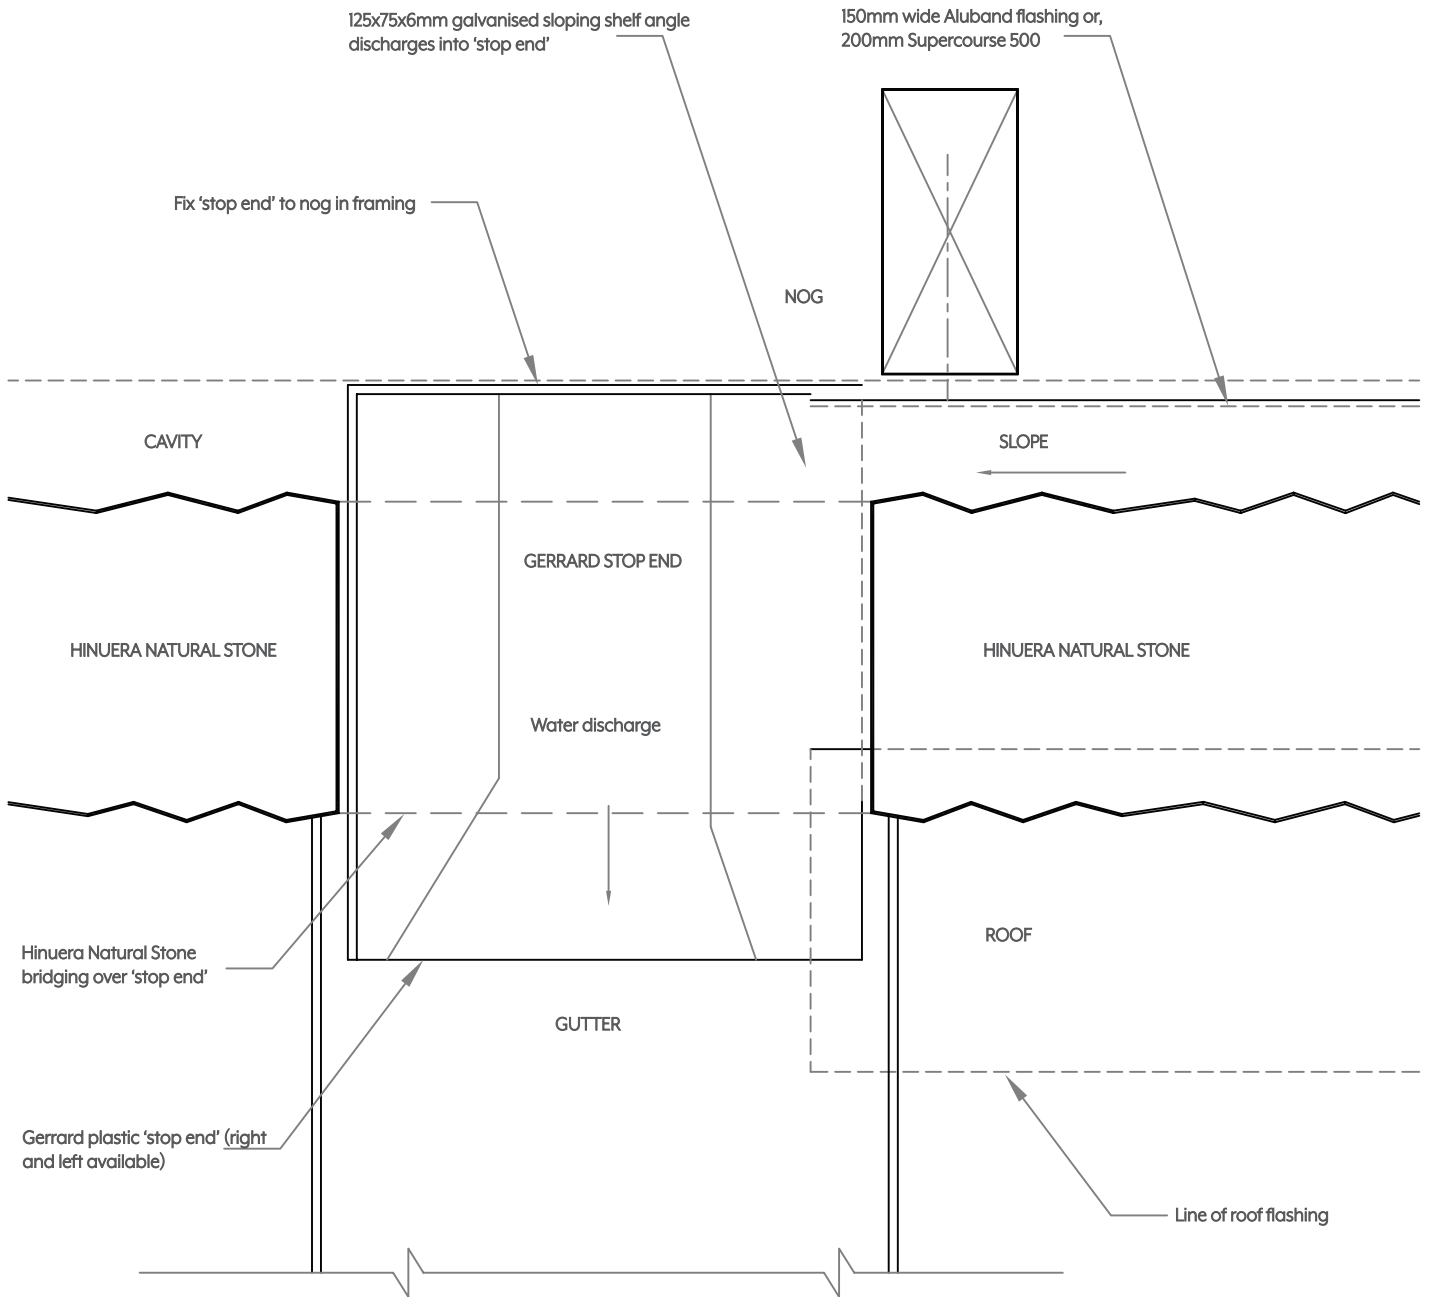 125x75x6mm galvanised sloping shelf angle
discharges into ‘stop end’
150mm wide Aluband flashing or,
200mm Supercourse 500
Fix ‘stop end’ to nog in framing
NOG
CAVITY
SLOPE
GERRARD STOP END
HINUERA NATURAL STONE
HINUERA NATURAL STONE
Water discharge
ROOF
Hinuera Natural Stone
bridging over ‘stop end’
GUTTER
Gerrard plastic ‘stop end’ (right
and left available)
Line of roof flashing